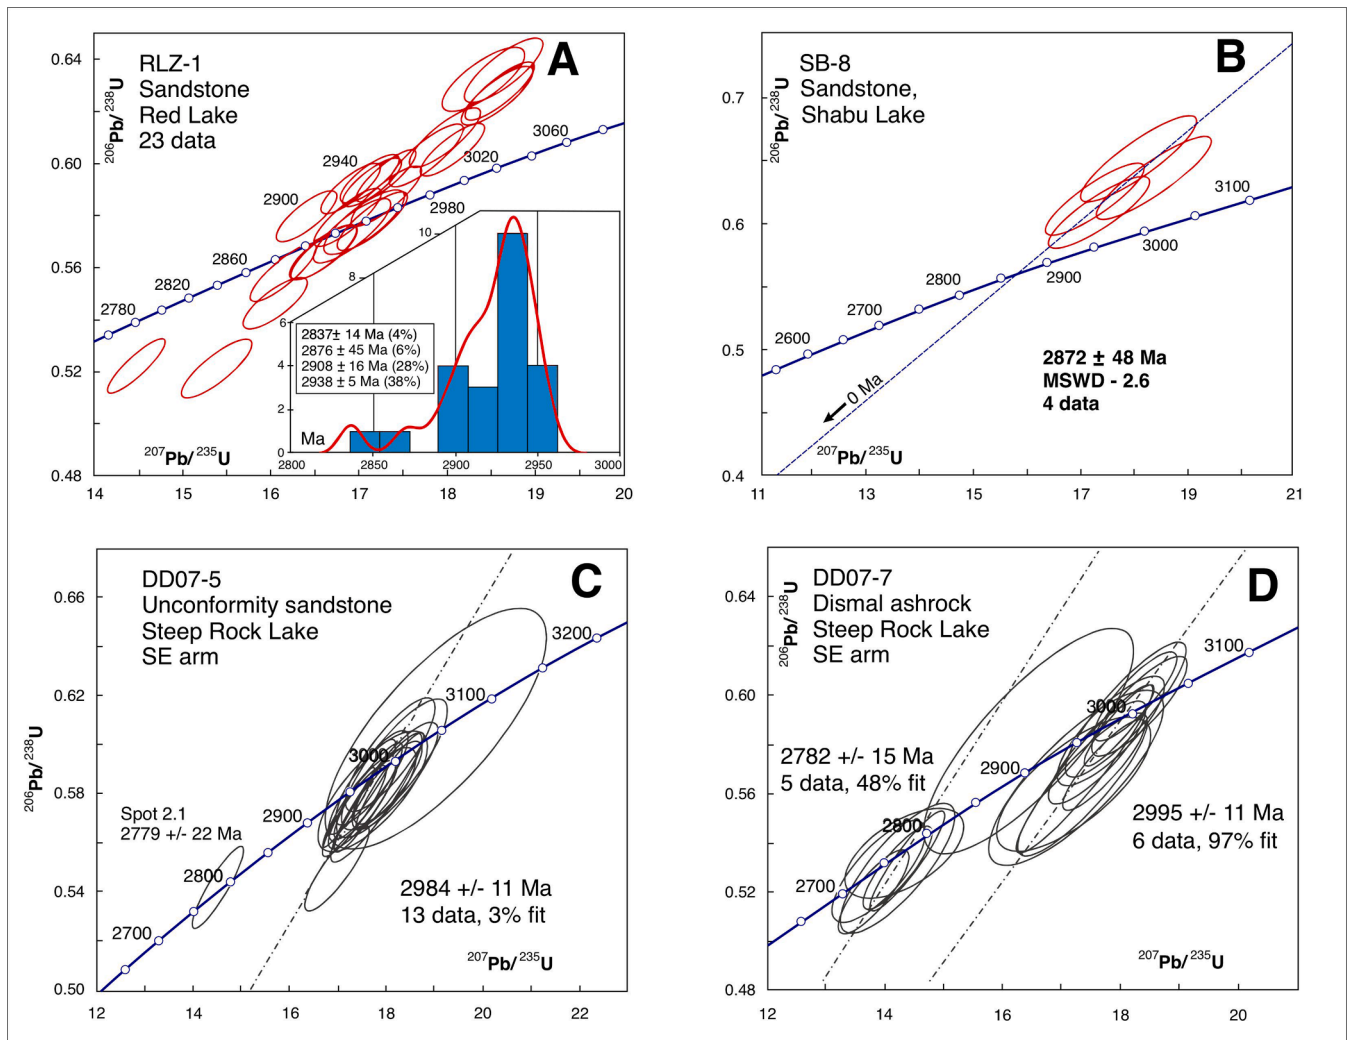 A
RLZ-1
Sandstone
Red Lake
23 data
206Pb/238U
0.64
0.60
0.56
0.52
0.48
2780
2820
2860
2900
2940
2980
3020
3060
10
8
6
4
2
0
2837± 14 Ma (4%)
2876 ± 45 Ma (6%)
2908 ± 16 Ma (28%)
2938 ± 5 Ma (38%)
Ma
2800 2850 2900 2950 3000
207Pb/235U
14 15 16 17 18 19 20
B
SB-8
Sandstone,
Shabu Lake
206Pb/238U
0.7
0.6
0.5
0.4
2600
2700
2800
2900
3000
3100
2872 ± 48 Ma
MSWD - 2.6
4 data
0 Ma
207Pb/235U
11 13 15 17 19 21
C
DD07-5
Unconformity sandstone
Steep Rock Lake
SE arm
206Pb/238U
0.66
0.62
0.58
0.54
0.50
3200
3100
3000
2900
2800
2700
Spot 2.1
2779 +/- 22 Ma
2984 +/- 11 Ma
13 data, 3% fit
207Pb/235U
12 14 16 18 20 22
D
DD07-7
Dismal ashrock
Steep Rock Lake
SE arm
206Pb/238U
0.64
0.60
0.56
0.52
0.48
3100
3000
2900
2800
2700
2782 +/- 15 Ma
5 data, 48% fit
2995 +/- 11 Ma
6 data, 97% fit
207Pb/235U
12 14 16 18 20